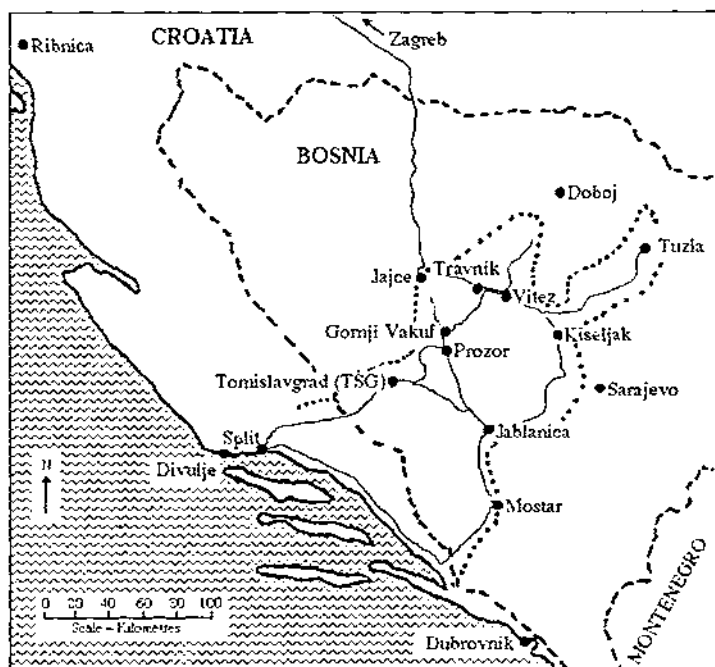 CROATIA
Zagreb
Ribnica
BOSNIA
Doboj
Tuzla
Travnik
Jajce
Vitez
Gornji Vakuf
Kiseljak
Prozor
Tomislavgrad (TSG)
Sarajevo
Split
Jablanica
Divulje
N
Mostar
MONTENEGRO
0 20 40 60 80 100
Scale - Kilometres
Dubrovnik